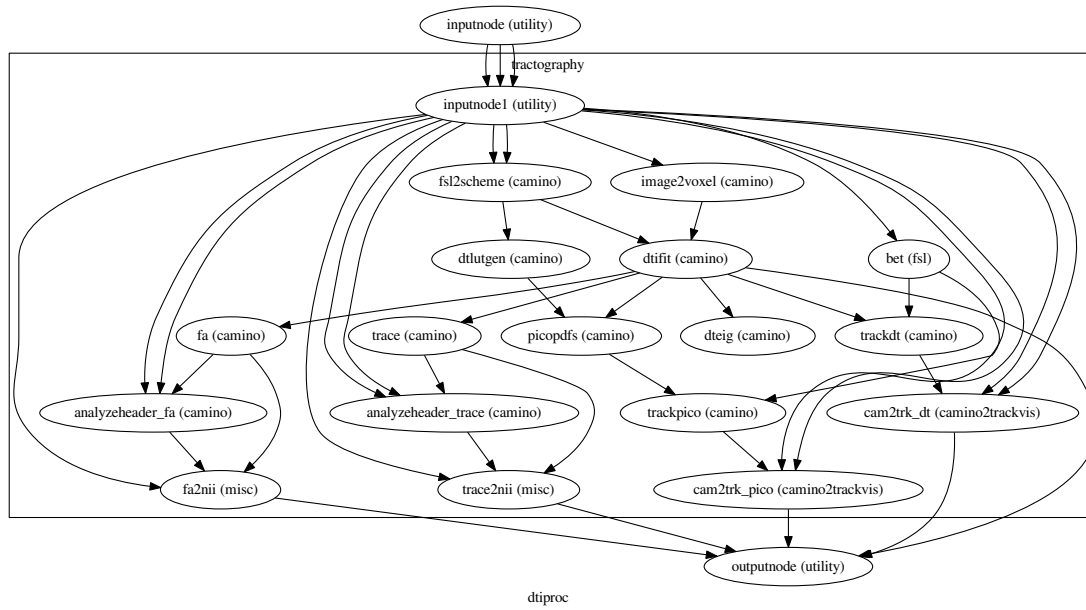 inputnode (utility)
tractography
inputnode1 (utility)
fsl2scheme (camino)
image2voxel (camino)
dtlutgen (camino)
dtifit (camino)
bet (fsl)
fa (camino)
trace (camino)
picopdfs (camino)
dteig (camino)
trackdt (camino)
analyzeheader_fa (camino)
analyzeheader_trace (camino)
trackpico (camino)
cam2trk_dt (camino2trackvis)
fa2nii (misc)
trace2nii (misc)
cam2trk_pico (camino2trackvis)
outputnode (utility)
dtiproc